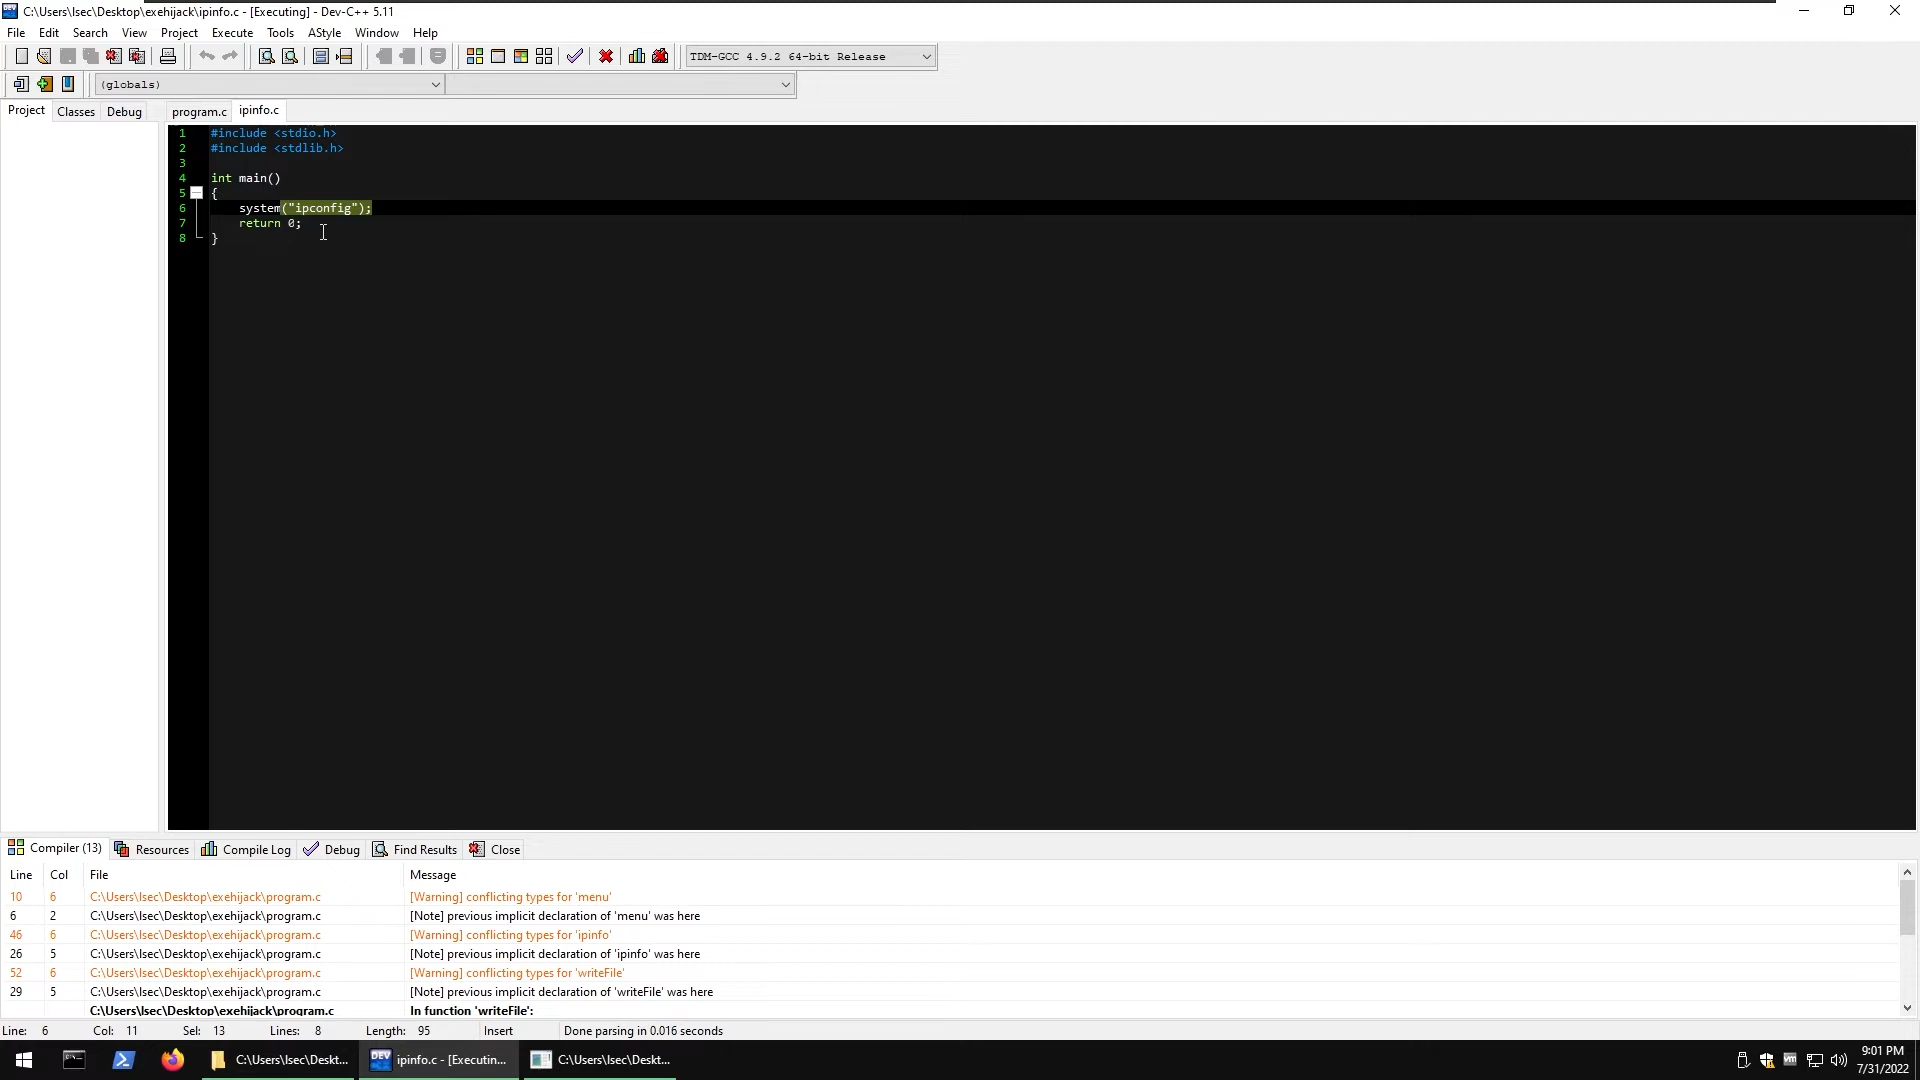 C:\Users\lsec\Desktop\exehijack\ipinfo.c - [Executing] - Dev-C++ 5.11
File Edit Search View Project Execute Tools AStyle Window Help
TDM-GCC 4.9.2 64-bit Release
(globals)
Project Classes Debug program.c ipinfo.c
1 #include <stdio.h>
2 #include <stdlib.h>
3
4 int main()
5 {
6 system("ipconfig");
7 return 0;
8 }
Compiler (13) Resources Compile Log Debug Find Results Close
Line Col File Message
10 6 C:\Users\lsec\Desktop\exehijack\program.c [Warning] conflicting types for 'menu'
6 2 C:\Users\lsec\Desktop\exehijack\program.c [Note] previous implicit declaration of 'menu' was here
46 6 C:\Users\lsec\Desktop\exehijack\program.c [Warning] conflicting types for 'ipinfo'
26 5 C:\Users\lsec\Desktop\exehijack\program.c [Note] previous implicit declaration of 'ipinfo' was here
52 6 C:\Users\lsec\Desktop\exehijack\program.c [Warning] conflicting types for 'writeFile'
29 5 C:\Users\lsec\Desktop\exehijack\program.c [Note] previous implicit declaration of 'writeFile' was here
C:\Users\lsec\Desktop\exehijack\program.c In function 'writeFile':
Line: 6 Col: 11 Sel: 13 Lines: 8 Length: 95 Insert Done parsing in 0.016 seconds
C:\Users\lsec\Deskt... DEV ipinfo.c - [Executin... C:\Users\lsec\Deskt... vm 9:01 PM
7/31/2022